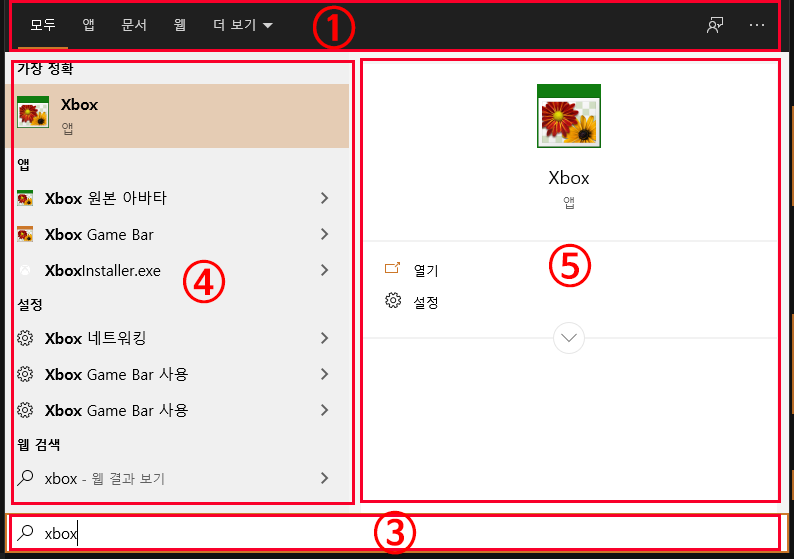 모두 앱 문서 웹 더 보기 ① ...
가장 정확
Xbox
앱
앱
Xbox 원본 아바타
Xbox Game Bar
XboxInstaller.exe
④
설정
Xbox 네트워킹
Xbox Game Bar 사용
Xbox Game Bar 사용
웹 검색
xbox - 웹 결과 보기
Xbox
앱
열기
⑤
설정
xbox ③